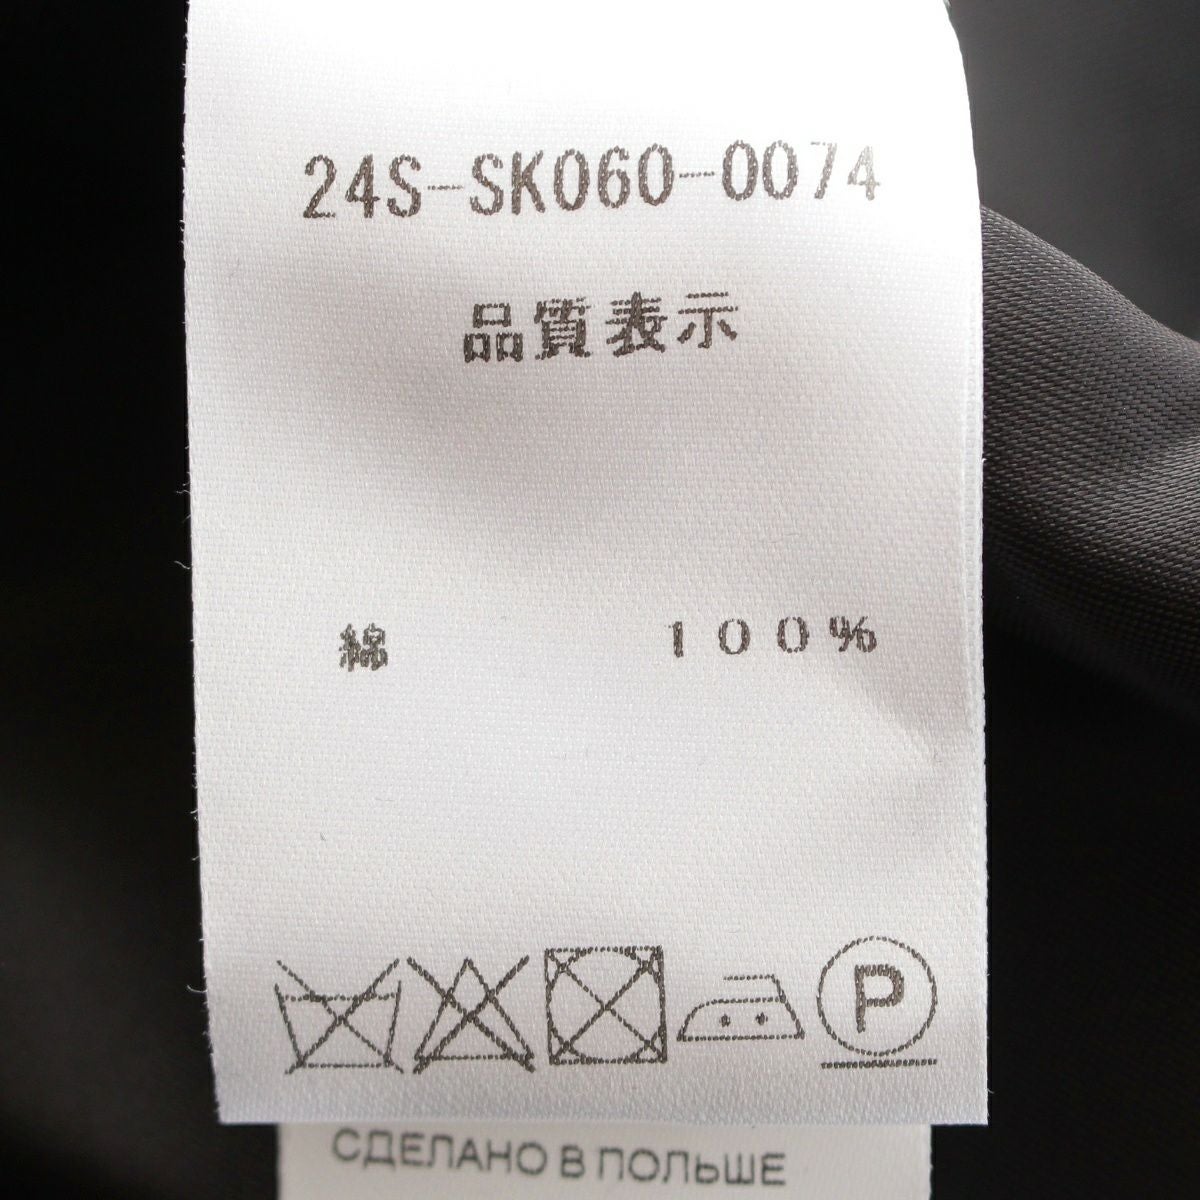 24S-SK060-0074
品質表示
綿 100%
P
СДЕЛАНО В ПОЛЬШЕ